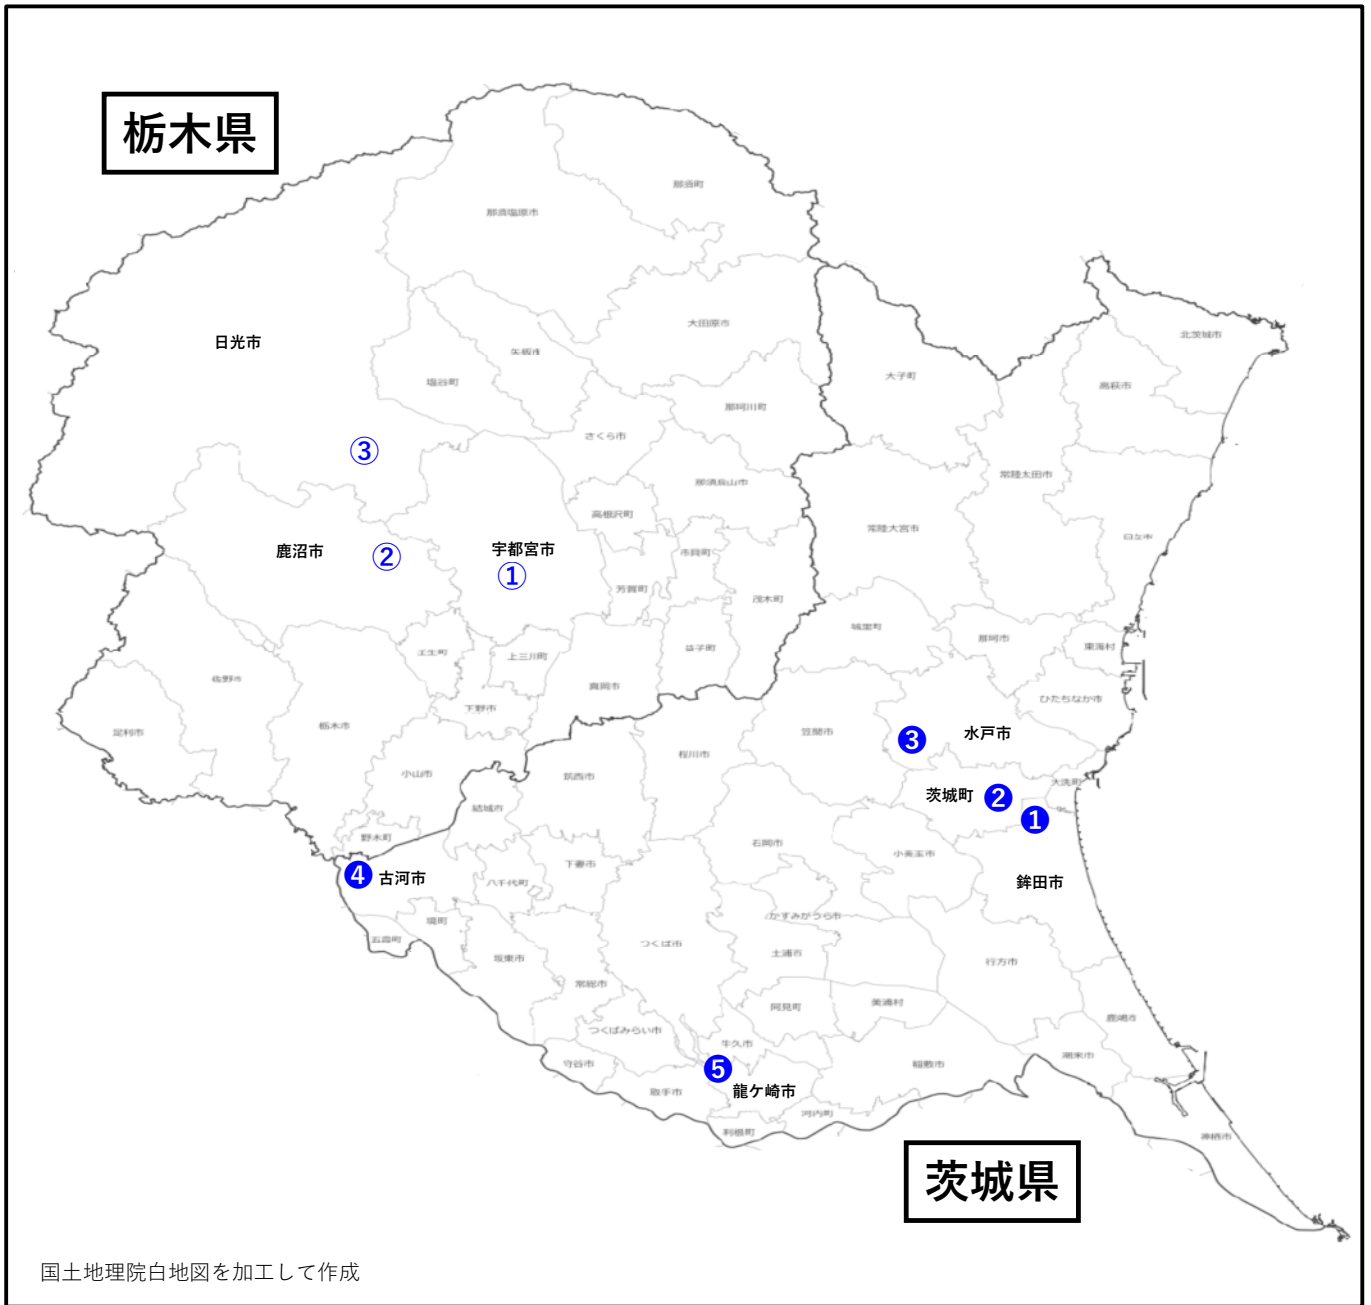 栃木県
那須町
那須塩原市
大田原市
日光市
北茨城市
矢板市
大子町
塩谷町
高萩市
那珂川町
さくら市
③
常陸太田市
那須烏山市
高根沢町
常陸大宮市
日立市
鹿沼市
②
宇都宮市
市貝町
①
芳賀町
茂木町
城里町
那珂市
東海村
壬生町
上三川町
益子町
佐野市
真岡市
ひたちなか市
下野市
栃木市
足利市
笠間市
❸
水戸市
桜川市
小山市
筑西市
大洗町
茨城町
❷
結城市
❶
野木町
石岡市
小美玉市
下妻市
❹
古河市
八千代町
鉾田市
かすみがうら市
境町
五霞町
つくば市
土浦市
坂東市
行方市
常総市
阿見町
美浦村
鹿嶋市
つくばみらい市
牛久市
潮来市
守谷市
❺
稲敷市
取手市
龍ケ崎市
河内町
利根町
神栖市
茨城県
国土地理院白地図を加工して作成